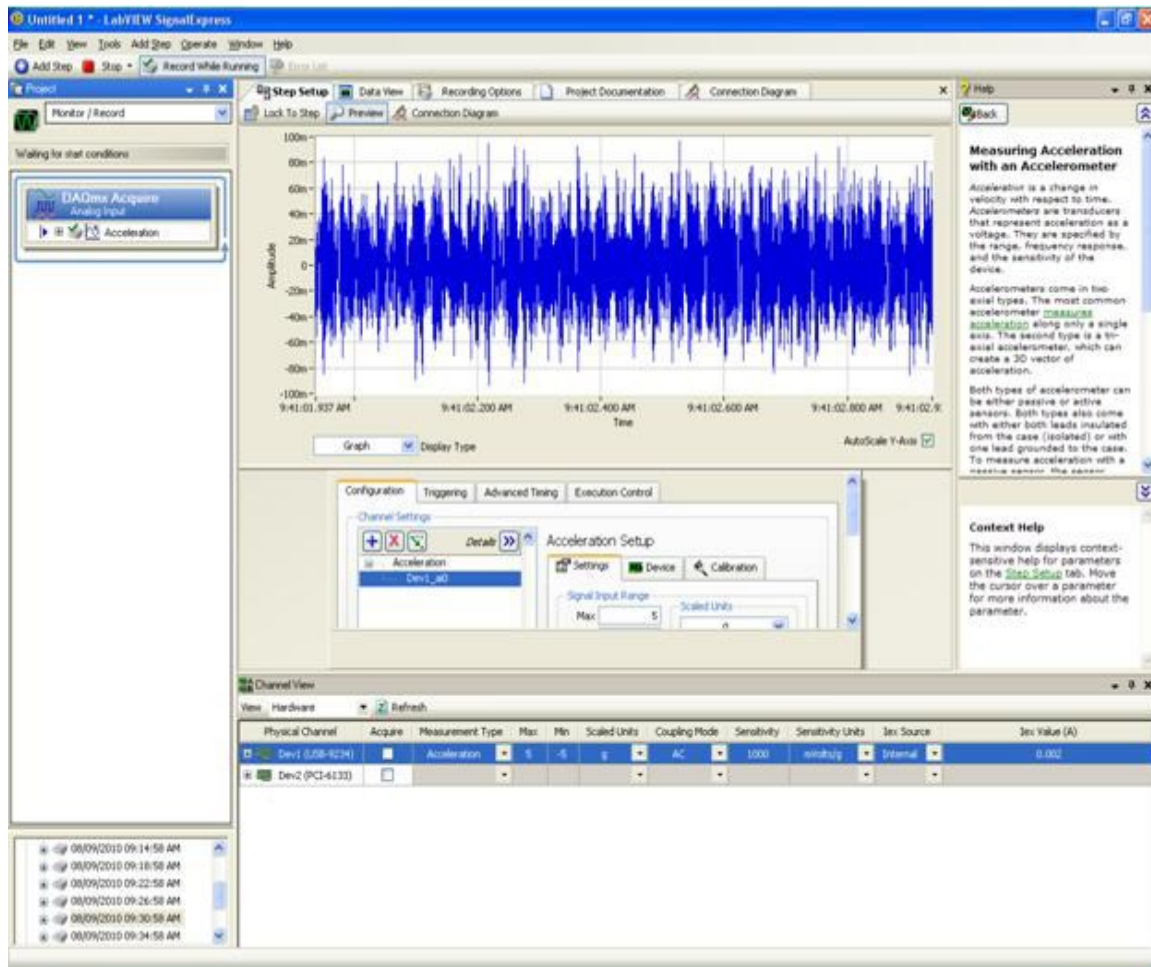 Untitled 1 * - LabVIEW SignalExpress
File Edit View Tools Add Step Operate Window Help
Add Step Stop Record While Running Error List
Project
Monitor / Record
Waiting for start conditions
DAQmx Acquire
Analog Input
Acceleration
08/09/2010 09:14:58 AM
08/09/2010 09:18:58 AM
08/09/2010 09:22:58 AM
08/09/2010 09:26:58 AM
08/09/2010 09:30:58 AM
08/09/2010 09:34:58 AM
Step Setup Data View Recording Options Project Documentation Connection Diagram
Lock To Step Preview Connection Diagram
100m
80m
60m
40m
20m
0
-20m
-40m
-60m
-80m
-100m
Amplitude
9:41:01.937 AM 9:41:02.200 AM 9:41:02.400 AM 9:41:02.600 AM 9:41:02.800 AM 9:41:02.9
Time
Graph Display Type AutoScale Y-Axis
Configuration Triggering Advanced Timing Execution Control
Channel Settings
Details
Acceleration
Dev1_ai0
Acceleration Setup
Settings Device Calibration
Signal Input Range
Max 5
Scaled Units
g
Help
Back
Measuring Acceleration
with an Accelerometer
Acceleration is a change in
velocity with respect to time.
Accelerometers are transducers
that represent acceleration as a
voltage. They are specified by
the range, frequency response,
and the sensitivity of the
device.
Accelerometers come in two
axial types. The most common
accelerometer measures
acceleration along only a single
axis. The second type is a tri-
axial accelerometer, which can
create a 3D vector of
acceleration.
Both types of accelerometer can
be either passive or active
sensors. Both types also come
with either both leads insulated
from the case (isolated) or with
one lead grounded to the case.
To measure acceleration with a
passive sensor, the sensor
Context Help
This window displays context-
sensitive help for parameters
on the Step Setup tab. Move
the cursor over a parameter
for more information about the
parameter.
Channel View
View Hardware Refresh
Physical Channel Acquire Measurement Type Max Min Scaled Units Coupling Mode Sensitivity Sensitivity Units Iex Source Iex Value (A)
Dev1 (USB-9234) Acceleration 5 -5 g AC 1000 mVolts/g Internal 0.002
Dev2 (PCI-6133)